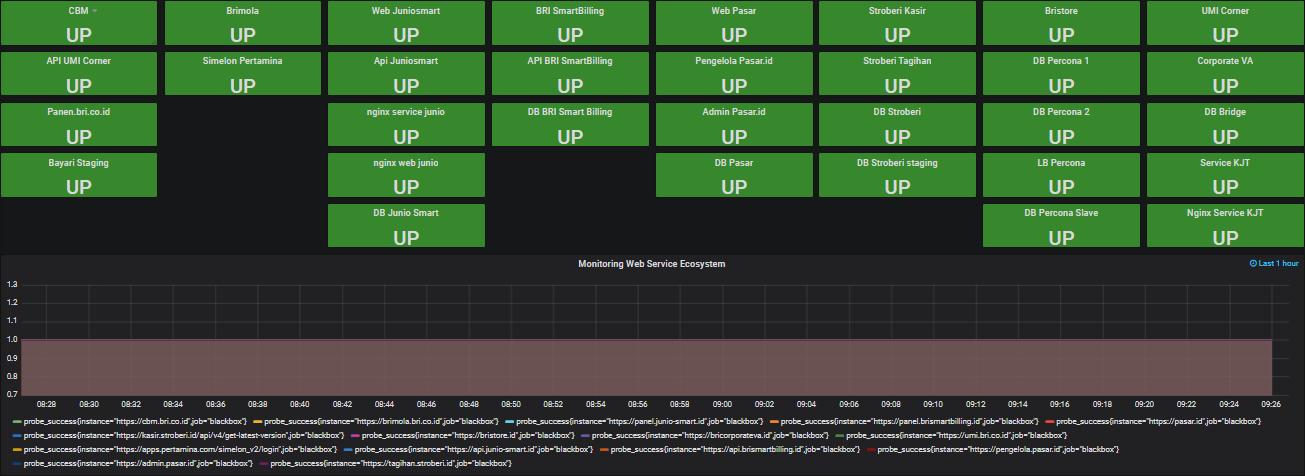 CBM Brimola Web Juniosmart BRI SmartBilling Web Pasar Stroberi Kasir Bristore UMI Corner
UP UP UP UP UP UP UP UP
API UMI Corner Simelon Pertamina Api Juniosmart API BRI SmartBilling Pengelola Pasar.id Stroberi Tagihan DB Percona 1 Corporate VA
UP UP UP UP UP UP UP UP
Panen.bri.co.id nginx service junio DB BRI Smart Billing Admin Pasar.id DB Stroberi DB Percona 2 DB Bridge
UP UP UP UP UP UP UP
Bayari Staging nginx web junio DB Pasar DB Stroberi staging LB Percona Service KJT
UP UP UP UP UP UP
DB Junio Smart DB Percona Slave Nginx Service KJT
UP UP UP
Monitoring Web Service Ecosystem Last 1 hour
1.3
1.2
1.1
1.0
0.9
0.8
0.7
08:28 08:30 08:32 08:34 08:36 08:38 08:40 08:42 08:44 08:46 08:48 08:50 08:52 08:54 08:56 08:58 09:00 09:02 09:04 09:06 09:08 09:10 09:12 09:14 09:16 09:18 09:20 09:22 09:24 09:26
probe_success{instance="https://cbm.bri.co.id",job="blackbox"} probe_success{instance="https://brimola.bri.co.id",job="blackbox"} probe_success{instance="https://panel.junio-smart.id",job="blackbox"} probe_success{instance="https://panel.brismartbilling.id",job="blackbox"} probe_success{instance="https://pasar.id",job="blackbox"}
probe_success{instance="https://kasir.stroberi.id/api/v4/get-latest-version",job="blackbox"} probe_success{instance="https://bristore.id",job="blackbox"} probe_success{instance="https://bricorporateva.id",job="blackbox"} probe_success{instance="https://umi.bri.co.id",job="blackbox"}
probe_success{instance="https://apps.pertamina.com/simelon_v2/login",job="blackbox"} probe_success{instance="https://api.junio-smart.id",job="blackbox"} probe_success{instance="https://api.brismartbilling.id",job="blackbox"} probe_success{instance="https://pengelola.pasar.id",job="blackbox"}
probe_success{instance="https://admin.pasar.id",job="blackbox"} probe_success{instance="https://tagihan.stroberi.id",job="blackbox"}